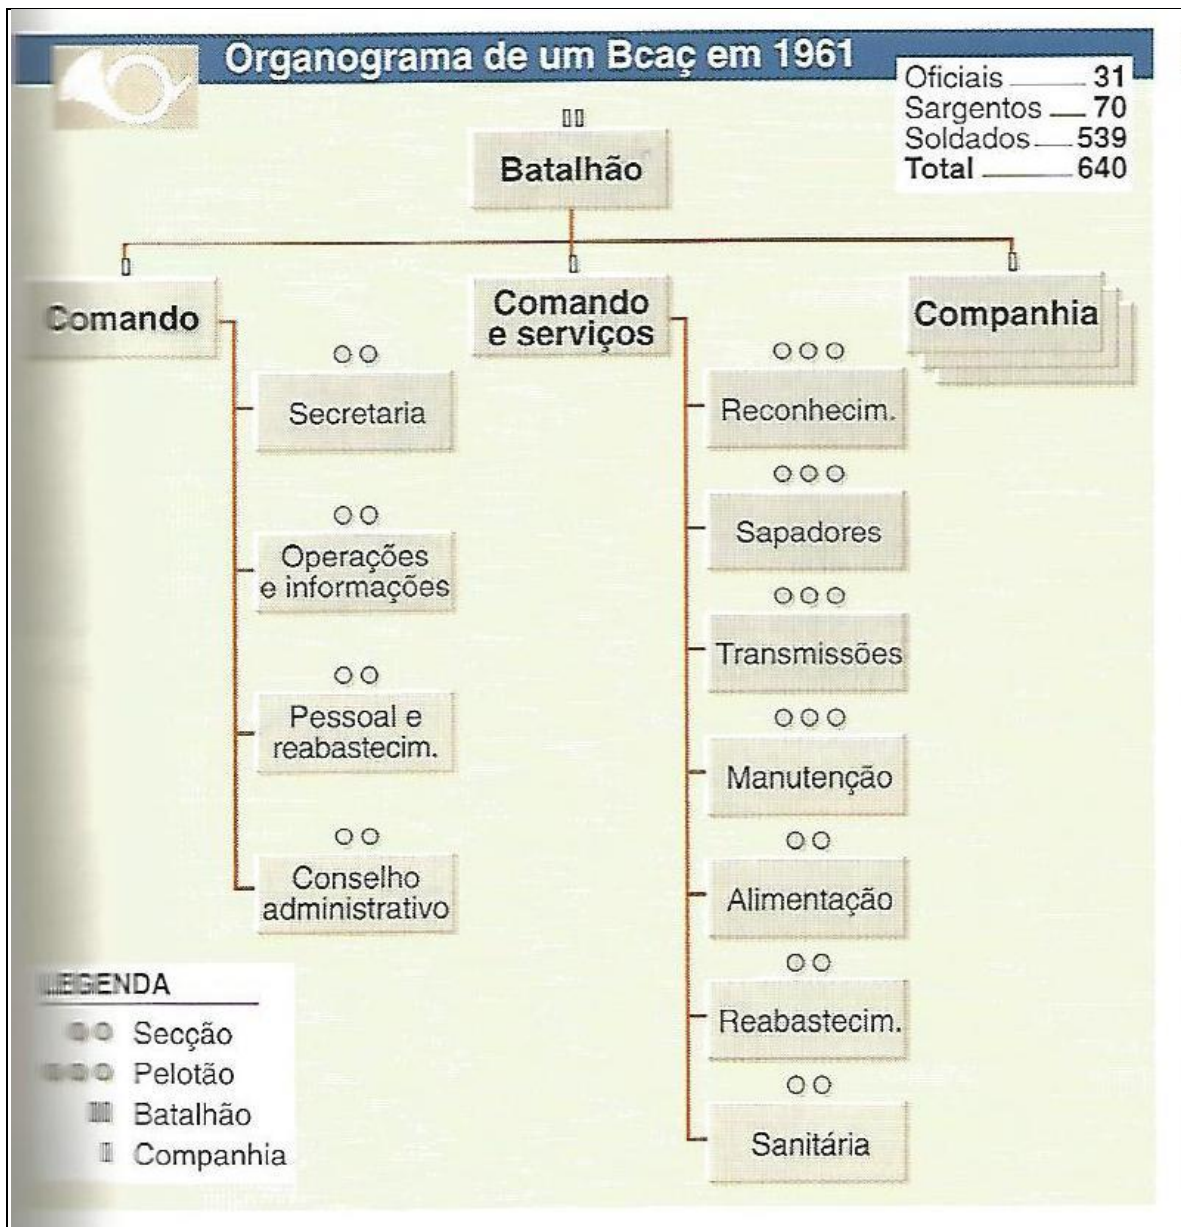 Organograma de um Bcaç em 1961
Oficiais 31
Sargentos 70
Soldados 539
Total 640
Batalhão
Comando
Comando
e serviços
Companhia
Secretaria
Operações
e informações
Pessoal e
reabastecim.
Conselho
administrativo
Reconhecim.
Sapadores
Transmissões
Manutenção
Alimentação
Reabastecim.
Sanitária
LEGENDA
Secção
Pelotão
Batalhão
Companhia